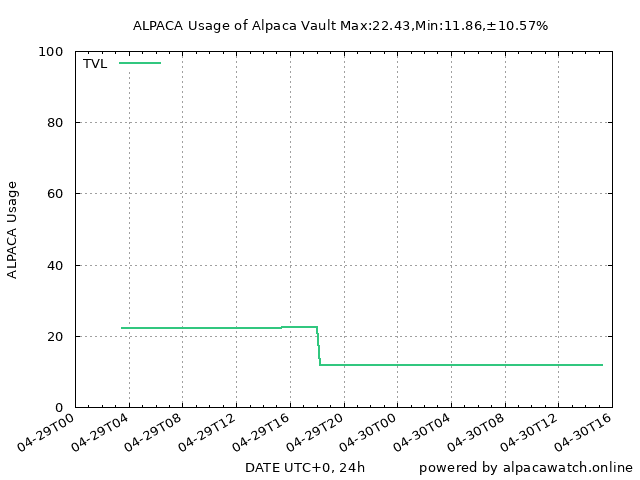 ALPACA Usage of Alpaca Vault Max:22.43,Min:11.86,±10.57%
100
TVL
80
60
ALPACA Usage
40
20
0
04-29T00
04-29T04
04-29T08
04-29T12
04-29T16
04-29T20
04-30T00
04-30T04
04-30T08
04-30T12
04-30T16
DATE UTC+0, 24h
powered by alpacawatch.online